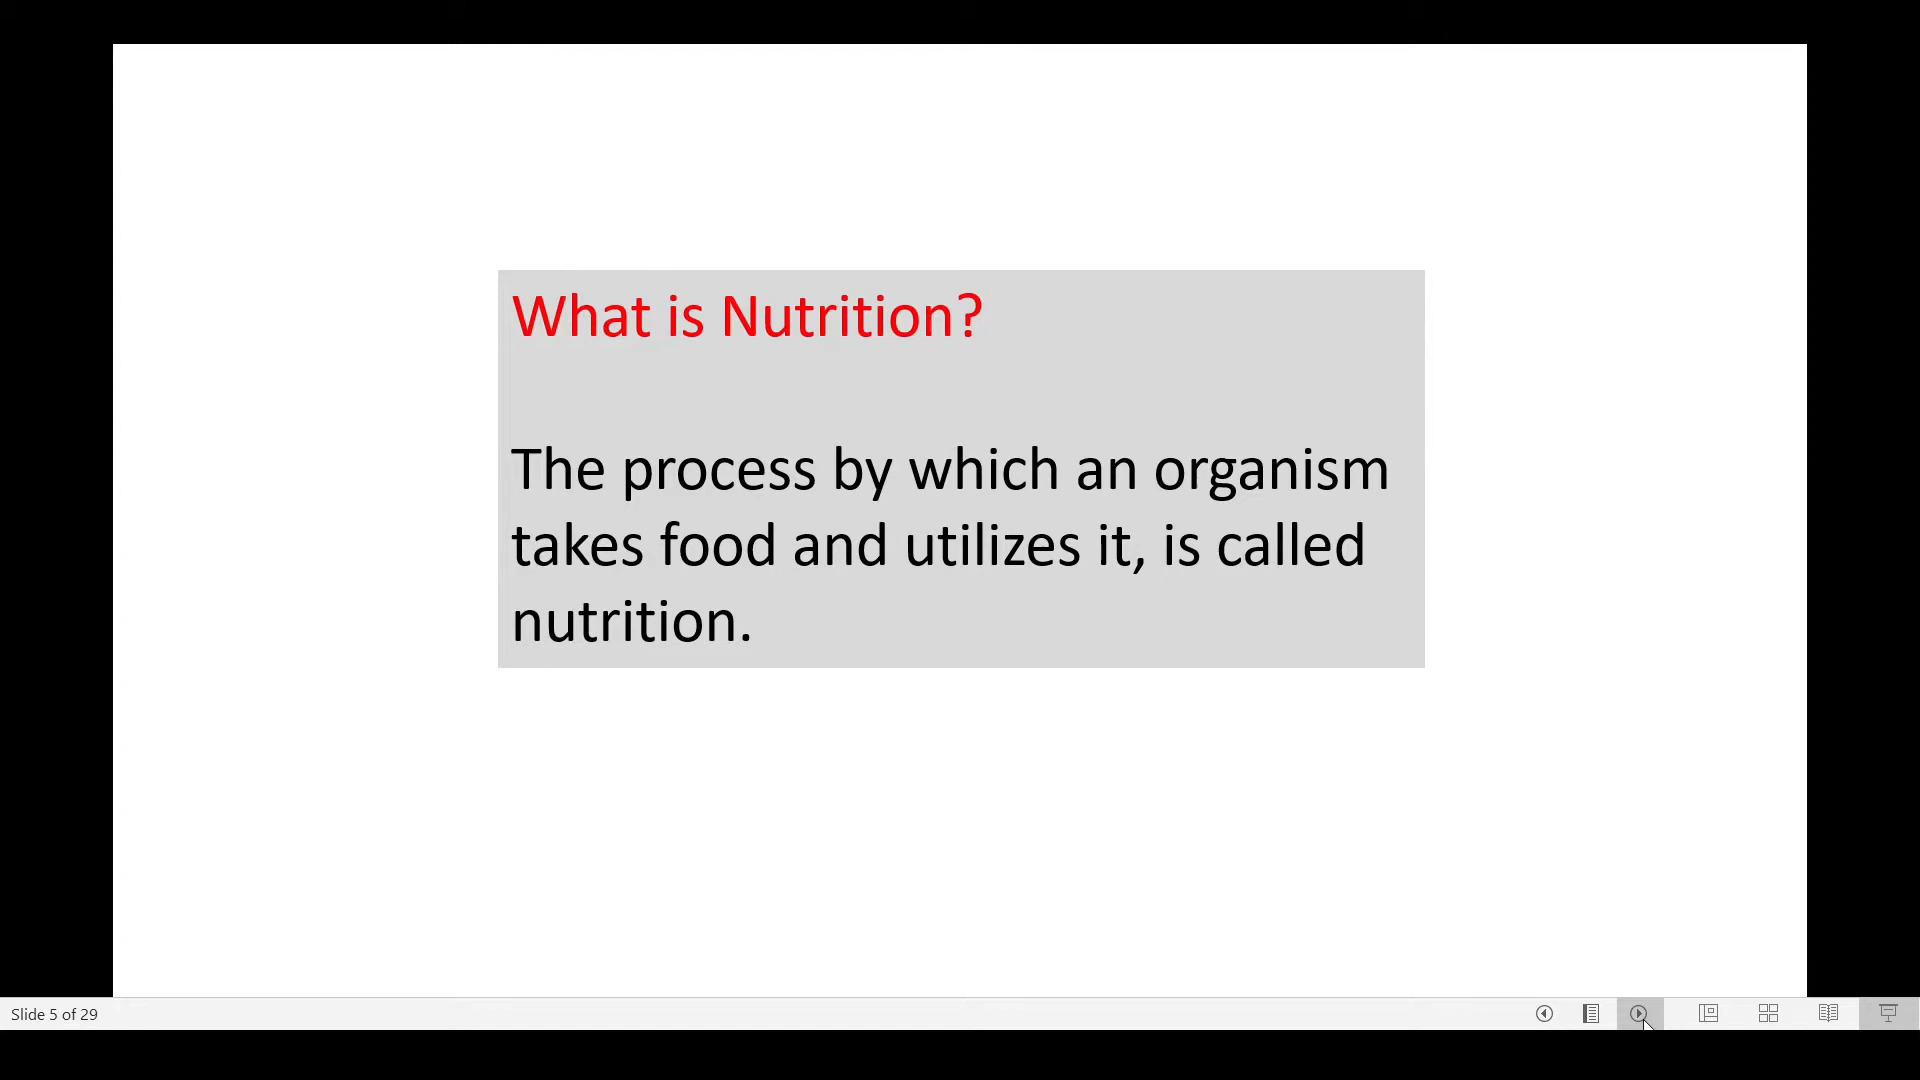 What is Nutrition?
The process by which an organism
takes food and utilizes it, is called
nutrition.
Slide 5 of 29